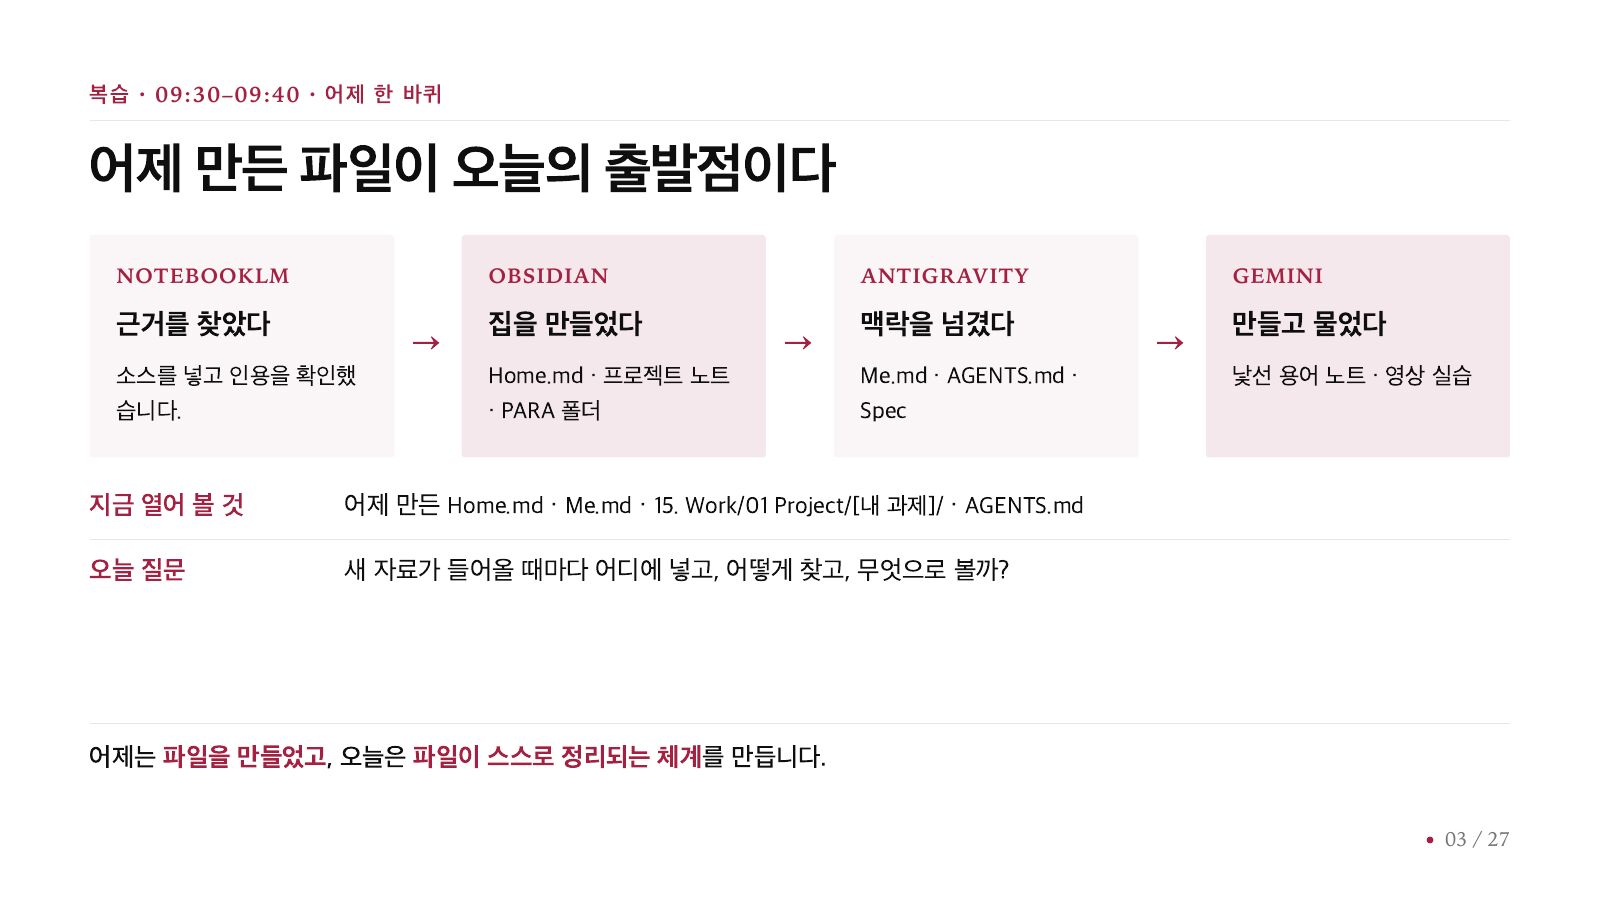 복습 · 09:30–09:40 · 어제 한 바퀴
어제 만든 파일이 오늘의 출발점이다
NOTEBOOKLM
근거를 찾았다
소스를 넣고 인용을 확인했
습니다.
→
OBSIDIAN
집을 만들었다
Home.md · 프로젝트 노트
· PARA 폴더
→
ANTIGRAVITY
맥락을 넘겼다
Me.md · AGENTS.md ·
Spec
→
GEMINI
만들고 물었다
낯선 용어 노트 · 영상 실습
지금 열어 볼 것 어제 만든 Home.md · Me.md · 15. Work/01 Project/[내 과제]/ · AGENTS.md
오늘 질문 새 자료가 들어올 때마다 어디에 넣고, 어떻게 찾고, 무엇으로 볼까?
어제는 파일을 만들었고, 오늘은 파일이 스스로 정리되는 체계를 만듭니다.
• 03 / 27